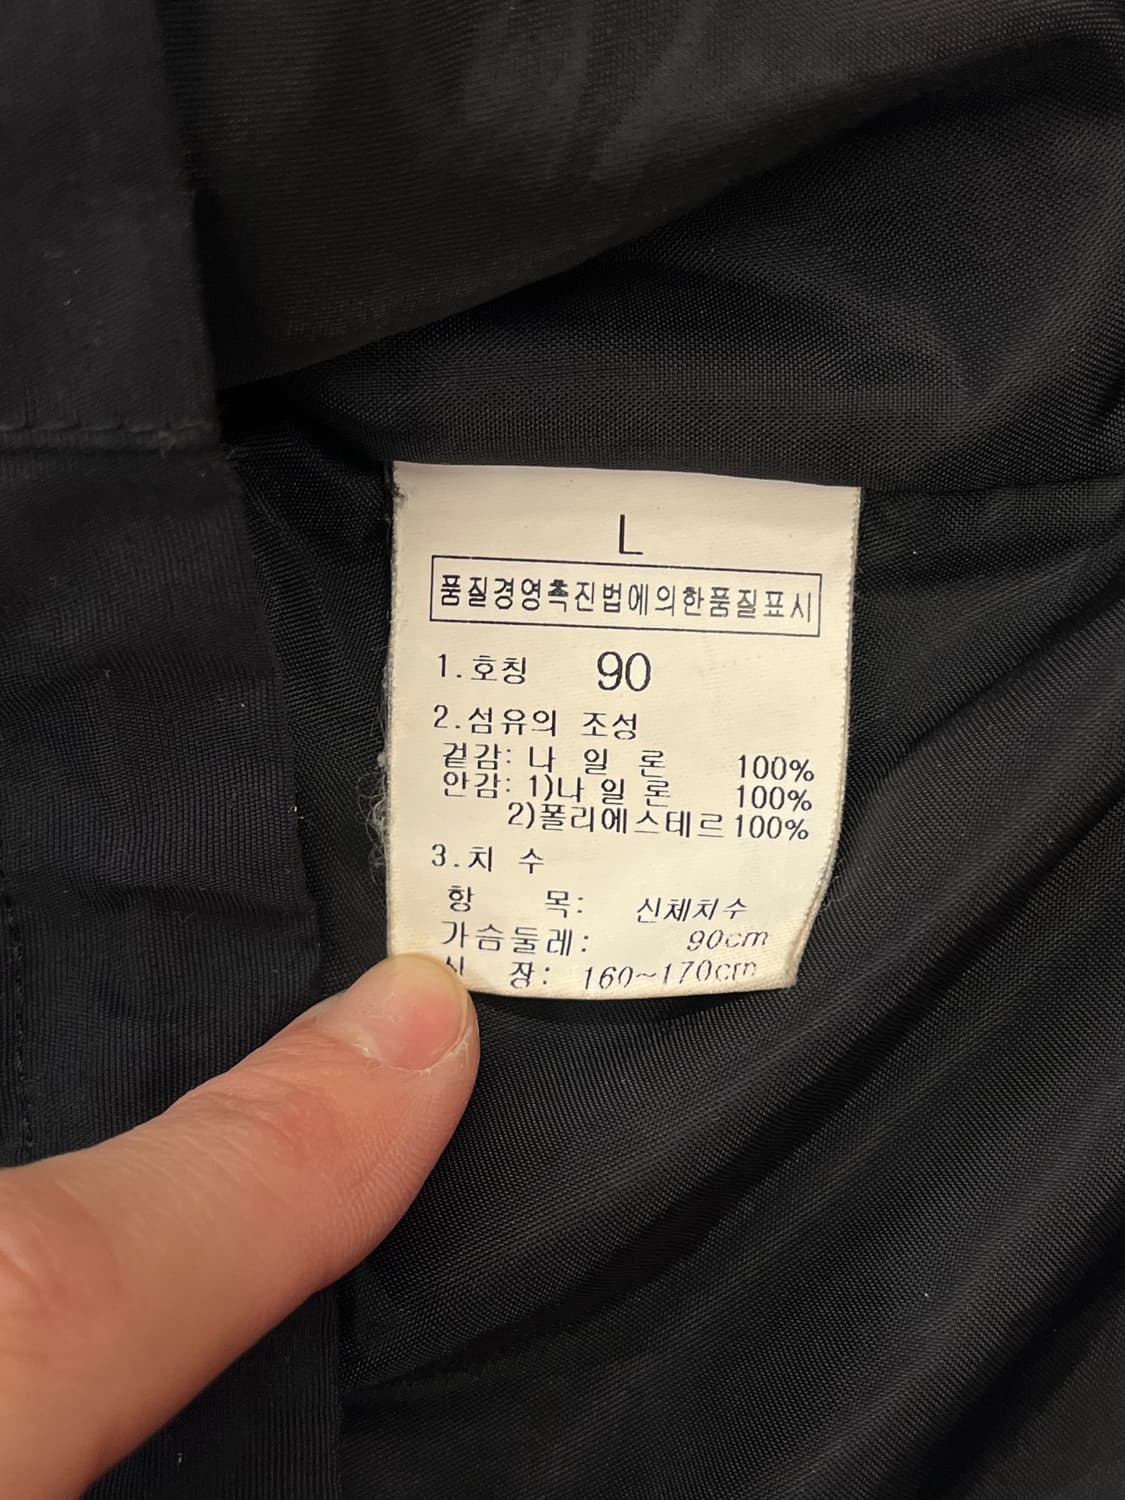 L
품질경영촉진법에의한품질표시
1.호칭 90
2.섬유의 조성
겉감: 나 일 론 100%
안감: 1)나 일 론 100%
2)폴리에스테르 100%
3.치 수
항 목: 신체치수
가슴둘레: 90cm
신 장: 160~170cm